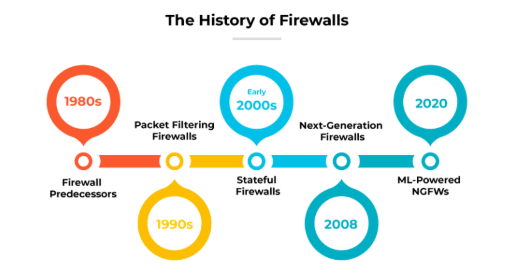 The History of Firewalls
1980s
Firewall
Predecessors
Packet Filtering
Firewalls
1990s
Early
2000s
Stateful
Firewalls
Next-Generation
Firewalls
2008
2020
ML-Powered
NGFWs